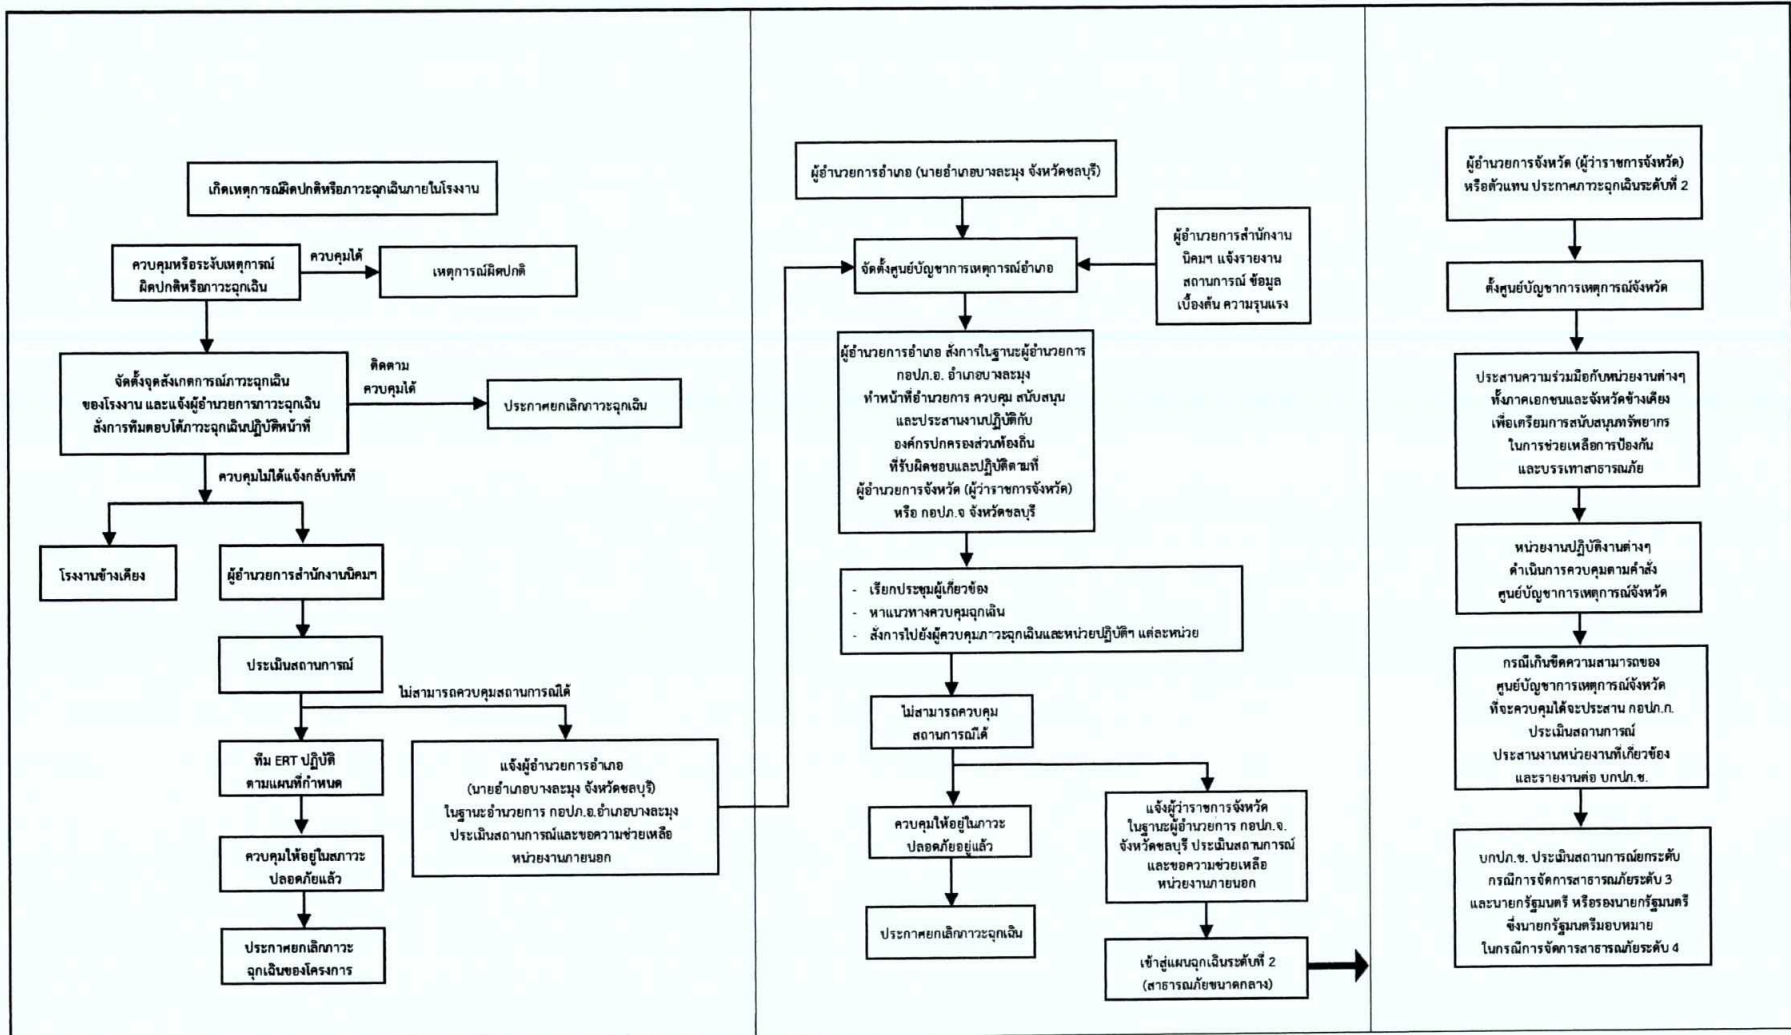 เกิดเหตุการณ์ผิดปกติหรือภาวะฉุกเฉินภายในโรงงาน
ควบคุมหรือระงับเหตุการณ์
ผิดปกติหรือภาวะฉุกเฉิน
ควบคุมได้
เหตุการณ์ผิดปกติ
จัดตั้งจุดสังเกตการณ์ภาวะฉุกเฉิน
ของโรงงาน และแจ้งผู้อำนวยการภาวะฉุกเฉิน
สั่งการทีมตอบโต้ภาวะฉุกเฉินปฏิบัติหน้าที่
ติดตาม
ควบคุมได้
ประกาศยกเลิกภาวะฉุกเฉิน
ควบคุมไม่ได้แจ้งกลับทันที
โรงงานข้างเคียง
ผู้อำนวยการสำนักงานนิคมฯ
ประเมินสถานการณ์
ไม่สามารถควบคุมสถานการณ์ได้
ทีม ERT ปฏิบัติ
ตามแผนที่กำหนด
ควบคุมให้อยู่ในสภาวะ
ปลอดภัยแล้ว
ประกาศยกเลิกภาวะ
ฉุกเฉินของโครงการ
แจ้งผู้อำนวยการอำเภอ
(นายอำเภอบางละมุง จังหวัดชลบุรี)
ในฐานะอำนวยการ กอปภ.อ.อำเภอบางละมุง
ประเมินสถานการณ์และขอความช่วยเหลือ
หน่วยงานภายนอก
ผู้อำนวยการอำเภอ (นายอำเภอบางละมุง จังหวัดชลบุรี)
จัดตั้งศูนย์บัญชาการเหตุการณ์อำเภอ
ผู้อำนวยการสำนักงาน
นิคมฯ แจ้งรายงาน
สถานการณ์ ข้อมูล
เบื้องต้น ความรุนแรง
ผู้อำนวยการอำเภอ สั่งการในฐานะผู้อำนวยการ
กอปภ.อ. อำเภอบางละมุง
ทำหน้าที่อำนวยการ ควบคุม สนับสนุน
และประสานงานปฏิบัติกับ
องค์กรปกครองส่วนท้องถิ่น
ที่รับผิดชอบและปฏิบัติตามที่
ผู้อำนวยการจังหวัด (ผู้ว่าราชการจังหวัด)
หรือ กอปภ.จ จังหวัดชลบุรี
- เรียกประชุมผู้เกี่ยวข้อง
- หาแนวทางควบคุมฉุกเฉิน
- สั่งการไปยังผู้ควบคุมภาวะฉุกเฉินและหน่วยปฏิบัติฯ แต่ละหน่วย
ไม่สามารถควบคุม
สถานการณ์ได้
ควบคุมให้อยู่ในภาวะ
ปลอดภัยอยู่แล้ว
ประกาศยกเลิกภาวะฉุกเฉิน
แจ้งผู้ว่าราชการจังหวัด
ในฐานะผู้อำนวยการ กอปภ.จ.
จังหวัดชลบุรี ประเมินสถานการณ์
และขอความช่วยเหลือ
หน่วยงานภายนอก
เข้าสู่แผนฉุกเฉินระดับที่ 2
(สาธารณภัยขนาดกลาง)
ผู้อำนวยการจังหวัด (ผู้ว่าราชการจังหวัด)
หรือตัวแทน ประกาศภาวะฉุกเฉินระดับที่ 2
ตั้งศูนย์บัญชาการเหตุการณ์จังหวัด
ประสานความร่วมมือกับหน่วยงานต่างๆ
ทั้งภาคเอกชนและจังหวัดข้างเคียง
เพื่อเตรียมการสนับสนุนทรัพยากร
ในการช่วยเหลือการป้องกัน
และบรรเทาสาธารณภัย
หน่วยงานปฏิบัติงานต่างๆ
ดำเนินการควบคุมตามคำสั่ง
ศูนย์บัญชาการเหตุการณ์จังหวัด
กรณีเกินขีดความสามารถของ
ศูนย์บัญชาการเหตุการณ์จังหวัด
ที่จะควบคุมได้จะประสาน กอปภ.ก.
ประเมินสถานการณ์
ประสานงานหน่วยงานที่เกี่ยวข้อง
และรายงานต่อ บกปภ.ช.
บกปภ.ช. ประเมินสถานการณ์ยกระดับ
กรณีการจัดการสาธารณภัยระดับ 3
และนายกรัฐมนตรี หรือรองนายกรัฐมนตรี
ซึ่งนายกรัฐมนตรีมอบหมาย
ในกรณีการจัดการสาธารณภัยระดับ 4